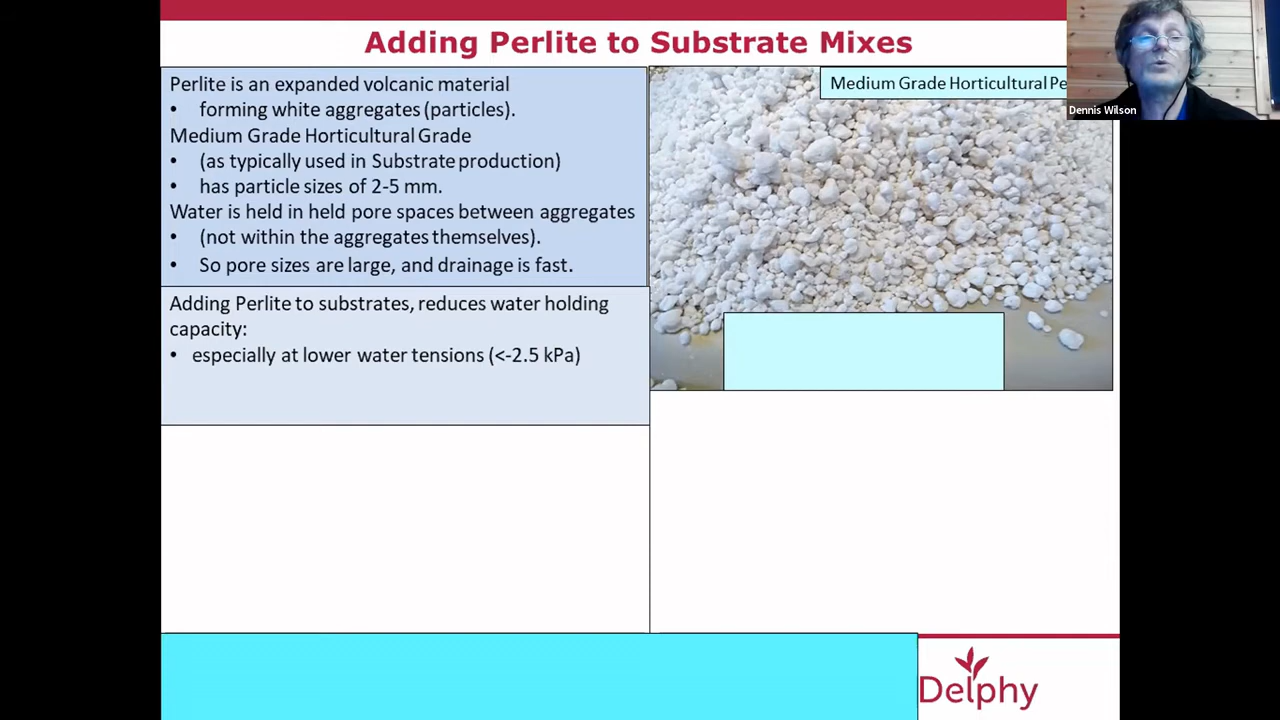 Adding Perlite to Substrate Mixes
Perlite is an expanded volcanic material
• forming white aggregates (particles).
Medium Grade Horticultural Grade
• (as typically used in Substrate production)
• has particle sizes of 2-5 mm.
Water is held in held pore spaces between aggregates
• (not within the aggregates themselves).
• So pore sizes are large, and drainage is fast.
Adding Perlite to substrates, reduces water holding
capacity:
• especially at lower water tensions (<-2.5 kPa)
Medium Grade Horticultural Pe
Dennis Wilson
Delphy